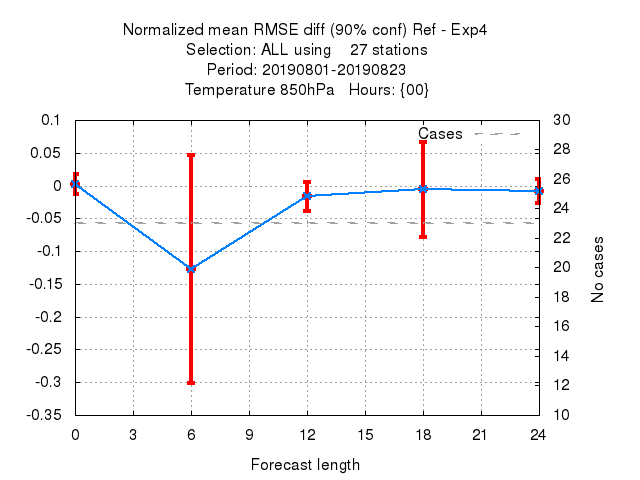 Normalized mean RMSE diff (90% conf) Ref - Exp4
Selection: ALL using    27 stations
Period: 20190801-20190823
Temperature 850hPa   Hours: {00}
Cases
0.1
0.05
0
-0.05
-0.1
-0.15
-0.2
-0.25
-0.3
-0.35
30
28
26
24
22
20
18
16
14
12
10
No cases
0 3 6 9 12 15 18 21 24
Forecast length